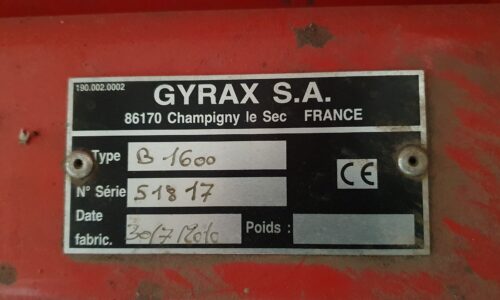 190.002.0002
GYRAX S.A.
86170 Champigny le Sec FRANCE
Type B 1600
N° Série 51817
CE
Date
fabric. 30/7/2010 Poids :